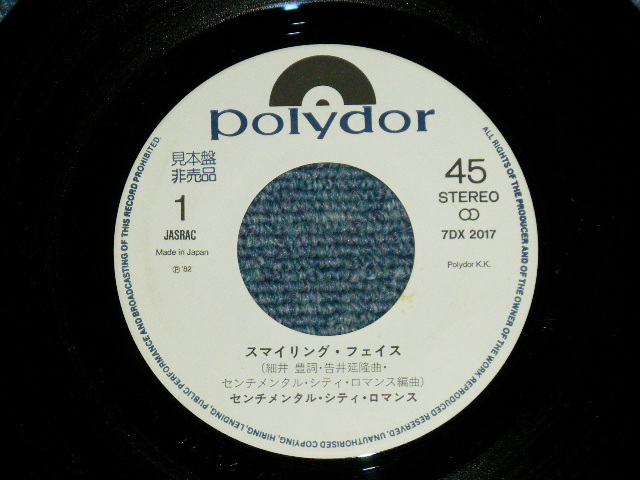 polydor
見本盤
非売品
1
JASRAC
Made in Japan
Ⓟ '82
45
STEREO
7DX 2017
Polydor K.K.
スマイリング・フェイス
(細井 豊詞・告井延隆曲・
センチメンタル・シティ・ロマンス編曲)
センチメンタル・シティ・ロマンス
ALL RIGHTS OF THE PRODUCER AND OF THE OWNER OF THE WORK REPRODUCED RESERVED. UNAUTHORISED COPYING, HIRING, LENDING, PUBLIC PERFORMANCE AND BROADCASTING OF THIS RECORD PROHIBITED.